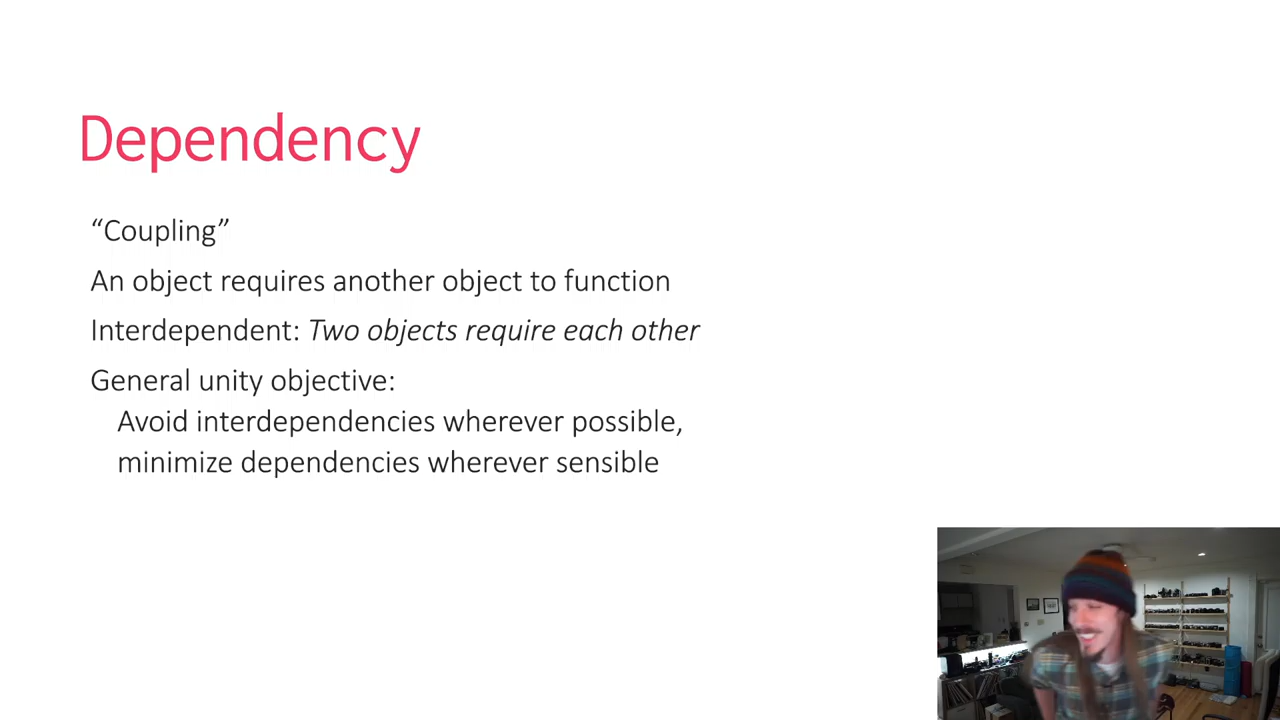 Dependency
“Coupling”
An object requires another object to function
Interdependent: Two objects require each other
General unity objective:
Avoid interdependencies wherever possible,
minimize dependencies wherever sensible